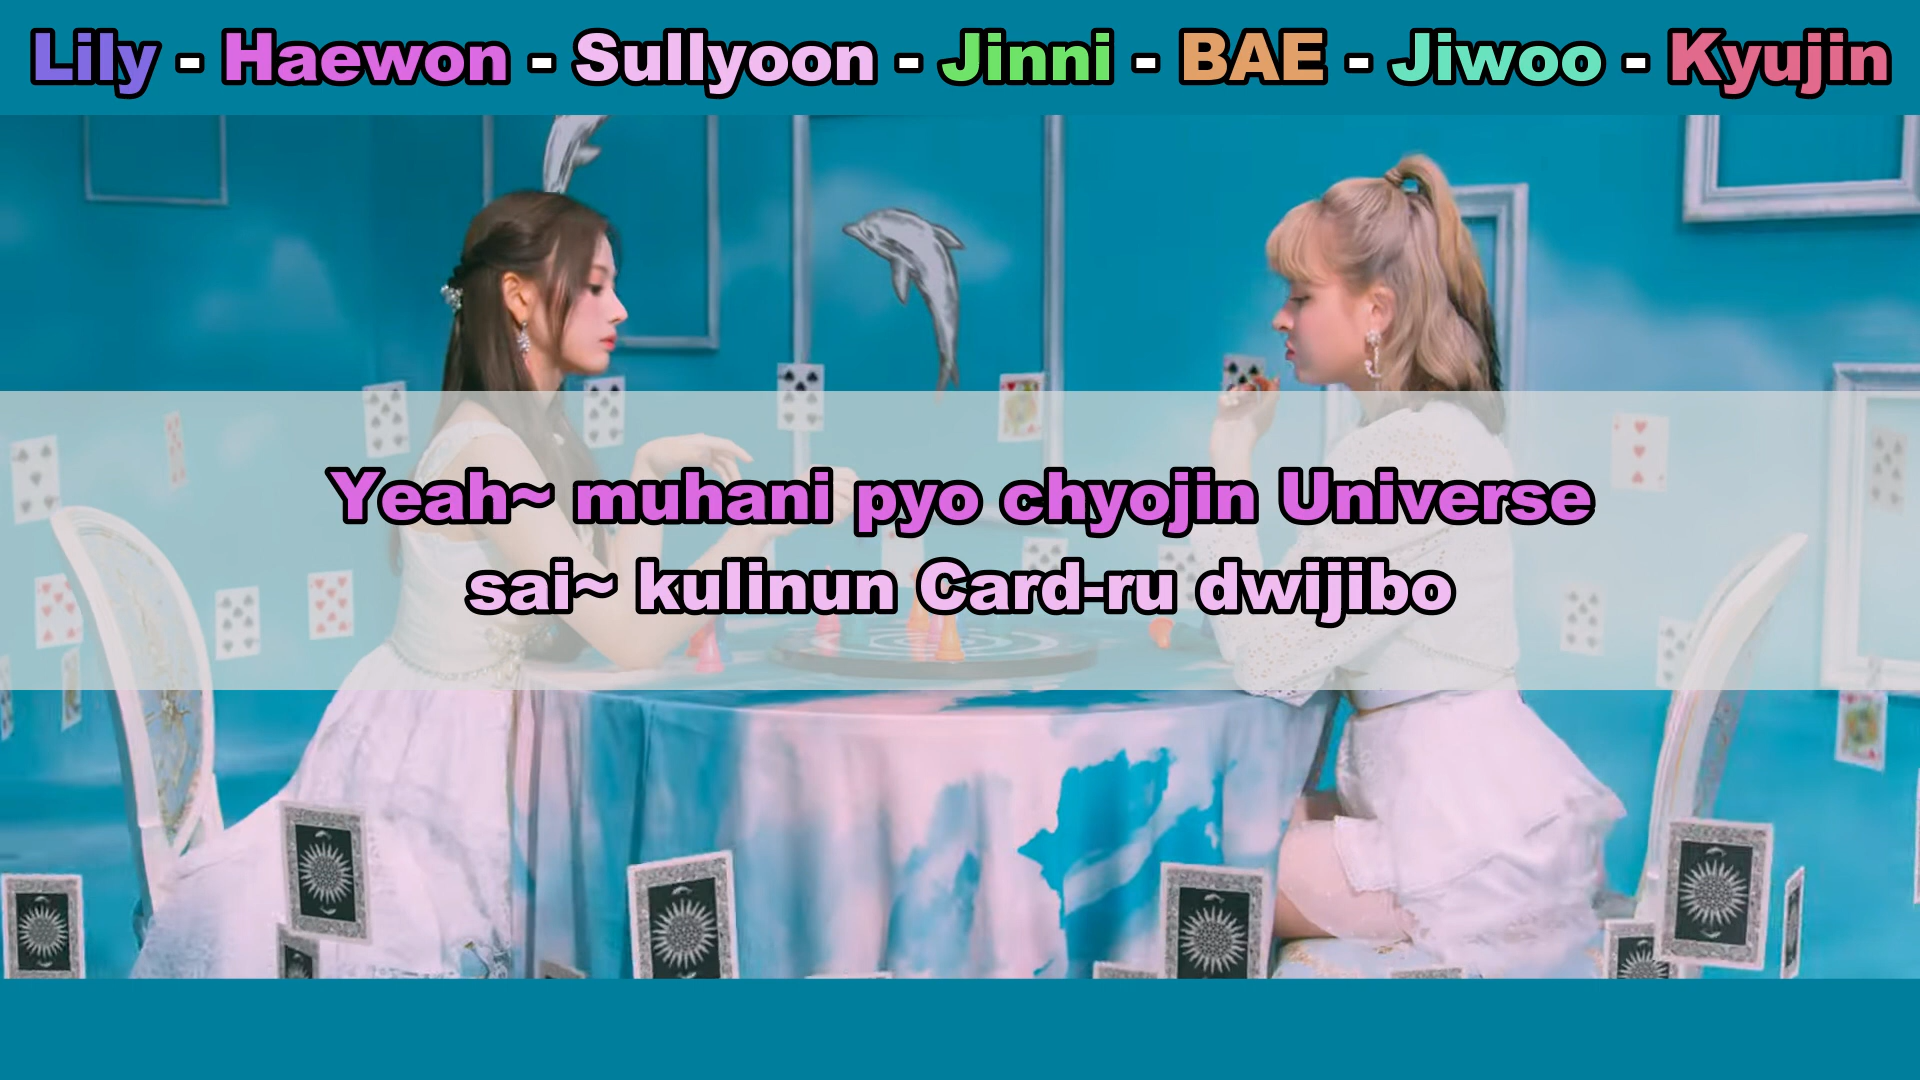 Lily - Haewon - Sullyoon - Jinni - BAE - Jiwoo - Kyujin
Yeah~ muhani pyo chyojin Universe
sai~ kulinun Card-ru dwijibo